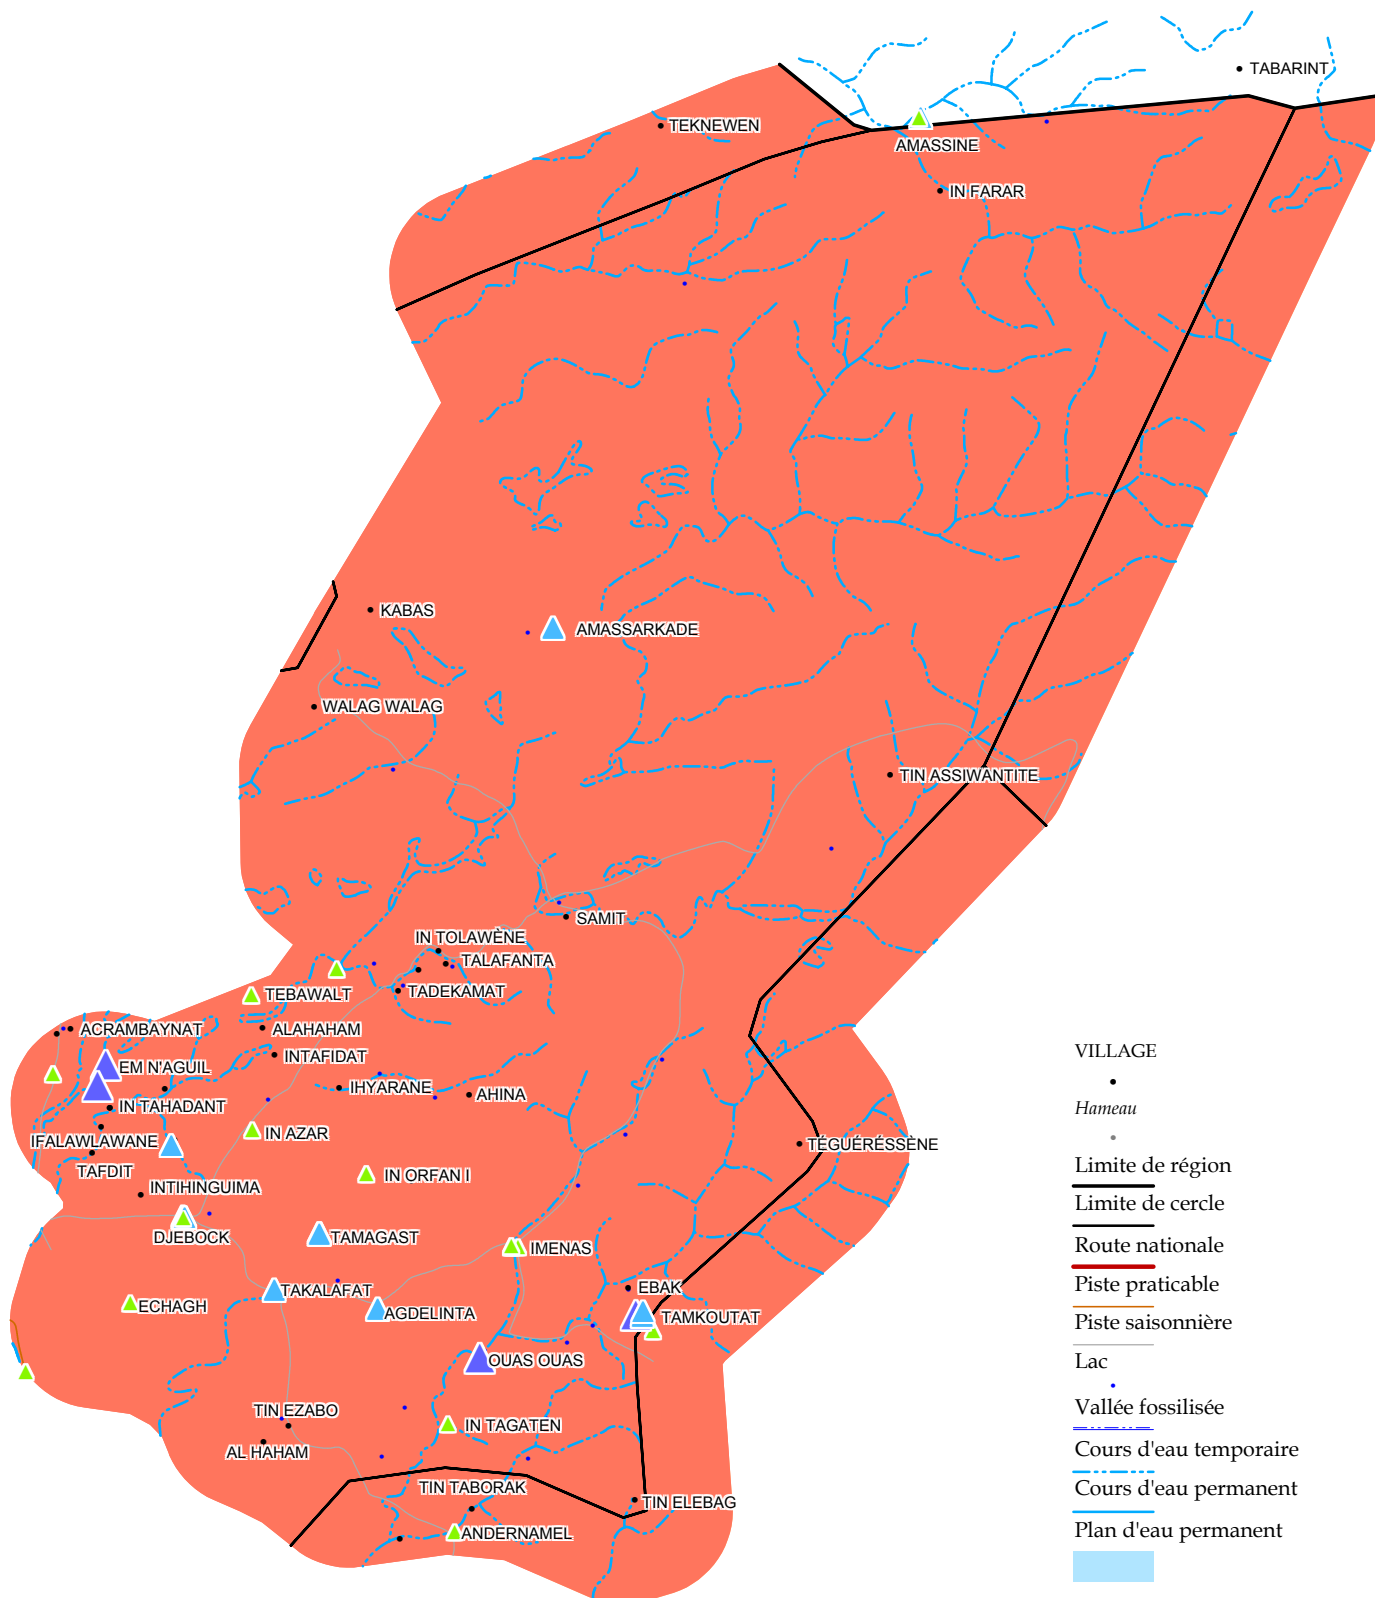 TABARINT
TEKNEWEN
AMASSINE
IN FARAR
KABAS
AMASSARKADE
WALAG WALAG
TIN ASSIWANTITE
SAMIT
IN TOLAWÈNE
TALAFANTA
TEBAWALT
TADEKAMAT
ACRAMBAYNAT
ALAHAHAM
INTAFIDAT
EM N'AGUIL
IHYARANE
AHINA
IN TAHADANT
IN AZAR
IFALAWLAWANE
TÉGUÉRÉSSÈNE
TAFDIT
IN ORFAN I
INTIHINGUIMA
DJEBOCK
TAMAGAST
IMENAS
TAKALAFAT
EBAK
ECHAGH
AGDELINTA
TAMKOUTAT
OUAS OUAS
TIN EZABO
IN TAGATEN
AL HAHAM
TIN TABORAK
TIN ELEBAG
ANDERNAMEL
VILLAGE
Hameau
Limite de région
Limite de cercle
Route nationale
Piste praticable
Piste saisonnière
Lac
Vallée fossilisée
Cours d'eau temporaire
Cours d'eau permanent
Plan d'eau permanent